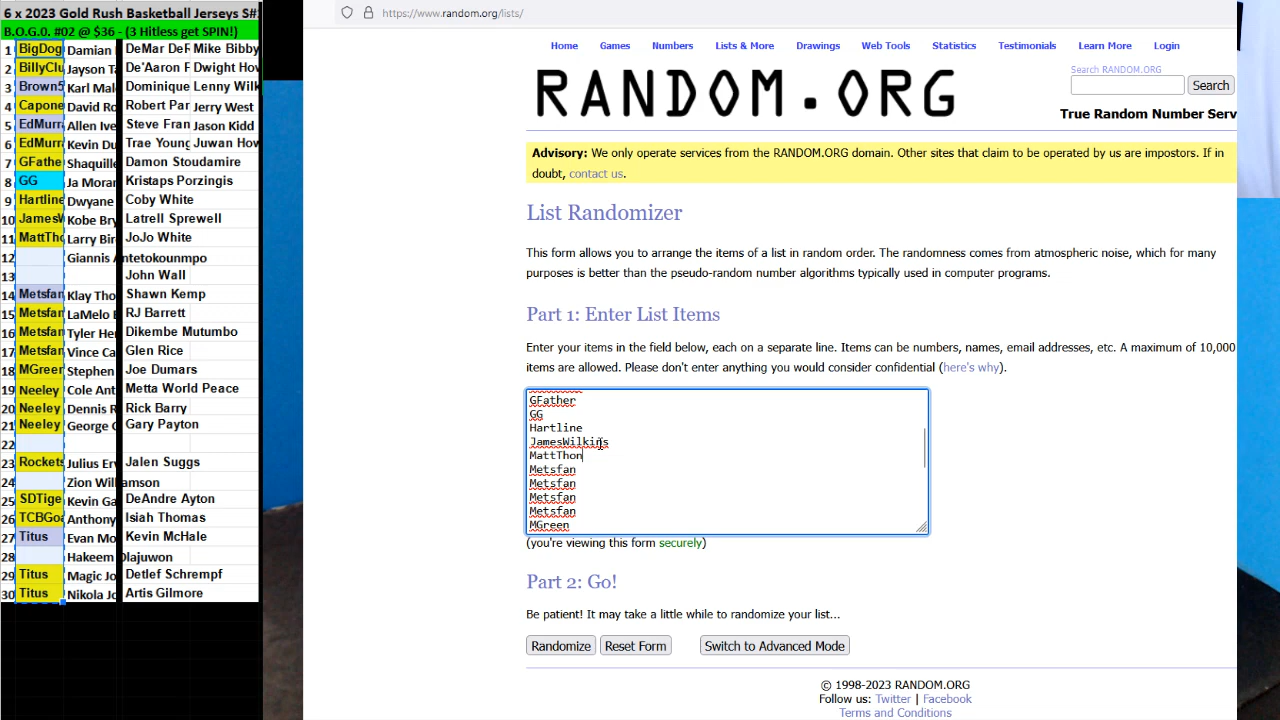 6 x 2023 Gold Rush Basketball Jerseys S#
B.O.G.O. #02 @ $36 - (3 Hitless get SPIN!)
1 BigDog Damian DeMar DeF Mike Bibby
2 BillyClu Jayson Ta De'Aaron F Dwight Ho
3 Brown5 Karl Mal Dominique Lenny Wilk
4 Capone David Ro Robert Par Jerry West
5 EdMurr Allen Ive Steve Fran Jason Kidd
6 EdMurr Kevin Du Trae Young Juwan How
7 GFathe Shaquille Damon Stoudamire
8 GG Ja Moran Kristaps Porzingis
9 Hartline Dwyane Coby White
10 JamesW Kobe Bry Latrell Sprewell
11 MattTho Larry Bir JoJo White
12 Giannis Antetokounmpo
13 John Wall
14 Metsfan Klay Tho Shawn Kemp
15 Metsfan LaMelo B RJ Barrett
16 Metsfan Tyler He Dikembe Mutumbo
17 Metsfan Vince Ca Glen Rice
18 MGreen Stephen Joe Dumars
19 Neeley Cole Ant Metta World Peace
20 Neeley Dennis R Rick Barry
21 Neeley George G Gary Payton
22
23 Rockets Julius Erv Jalen Suggs
24 Zion Williamson
25 SDTige Kevin Ga DeAndre Ayton
26 TCBGoa Anthony Isiah Thomas
27 Titus Evan Mo Kevin McHale
28 Hakeem Olajuwon
29 Titus Magic Jo Detlef Schrempf
30 Titus Nikola Jo Artis Gilmore
https://www.random.org/lists/
Home Games Numbers Lists & More Drawings Web Tools Statistics Testimonials Learn More Login
RANDOM.ORG
Search RANDOM.ORG
Search
True Random Number Serv
Advisory: We only operate services from the RANDOM.ORG domain. Other sites that claim to be operated by us are impostors. If in
doubt, contact us.
List Randomizer
This form allows you to arrange the items of a list in random order. The randomness comes from atmospheric noise, which for many
purposes is better than the pseudo-random number algorithms typically used in computer programs.
Part 1: Enter List Items
Enter your items in the field below, each on a separate line. Items can be numbers, names, email addresses, etc. A maximum of 10,000
items are allowed. Please don't enter anything you would consider confidential (here's why).
GFather
GG
Hartline
JamesWilkins
MattThon
Metsfan
Metsfan
Metsfan
Metsfan
MGreen
(you're viewing this form securely)
Part 2: Go!
Be patient! It may take a little while to randomize your list...
Randomize Reset Form Switch to Advanced Mode
© 1998-2023 RANDOM.ORG
Follow us: Twitter | Facebook
Terms and Conditions